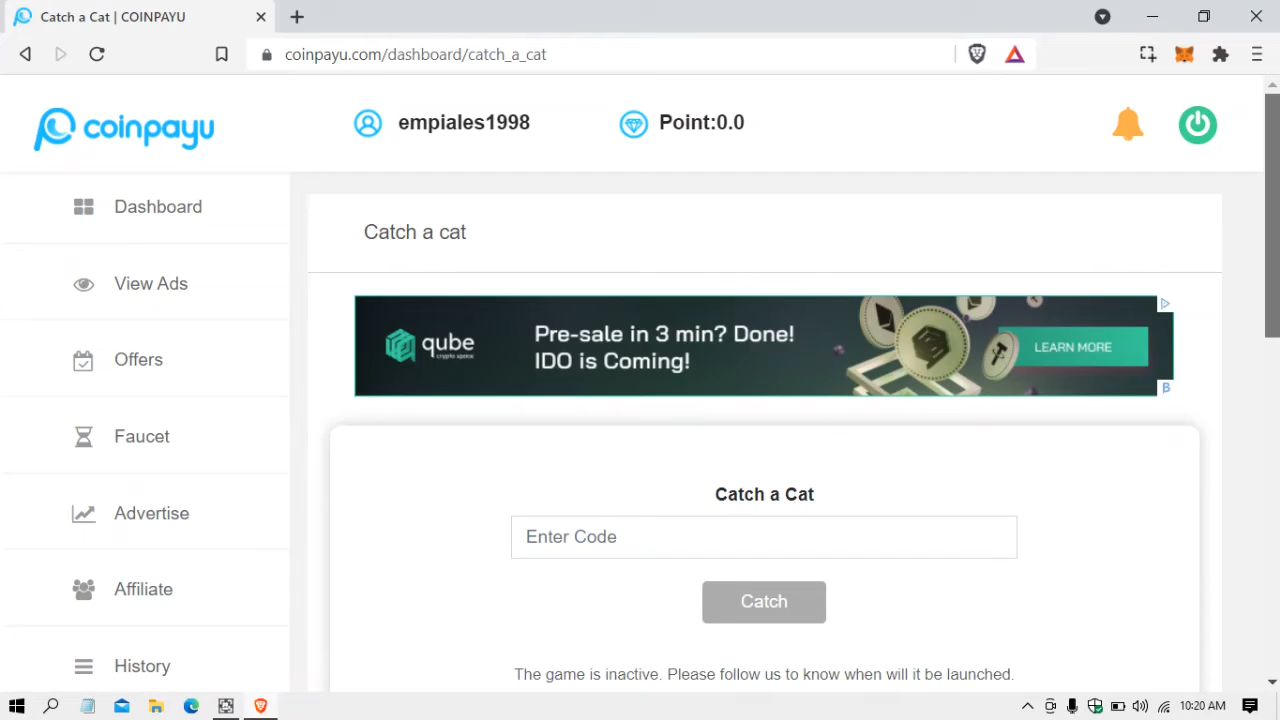 Catch a Cat | COINPAYU
coinpayu.com/dashboard/catch_a_cat
coinpayu
empiales1998
Point:0.0
Dashboard
View Ads
Offers
Faucet
Advertise
Affiliate
History
Catch a cat
qube
crypto space
Pre-sale in 3 min? Done!
IDO is Coming!
LEARN MORE
B
Catch a Cat
Enter Code
Catch
The game is inactive. Please follow us to know when will it be launched.
10:20 AM